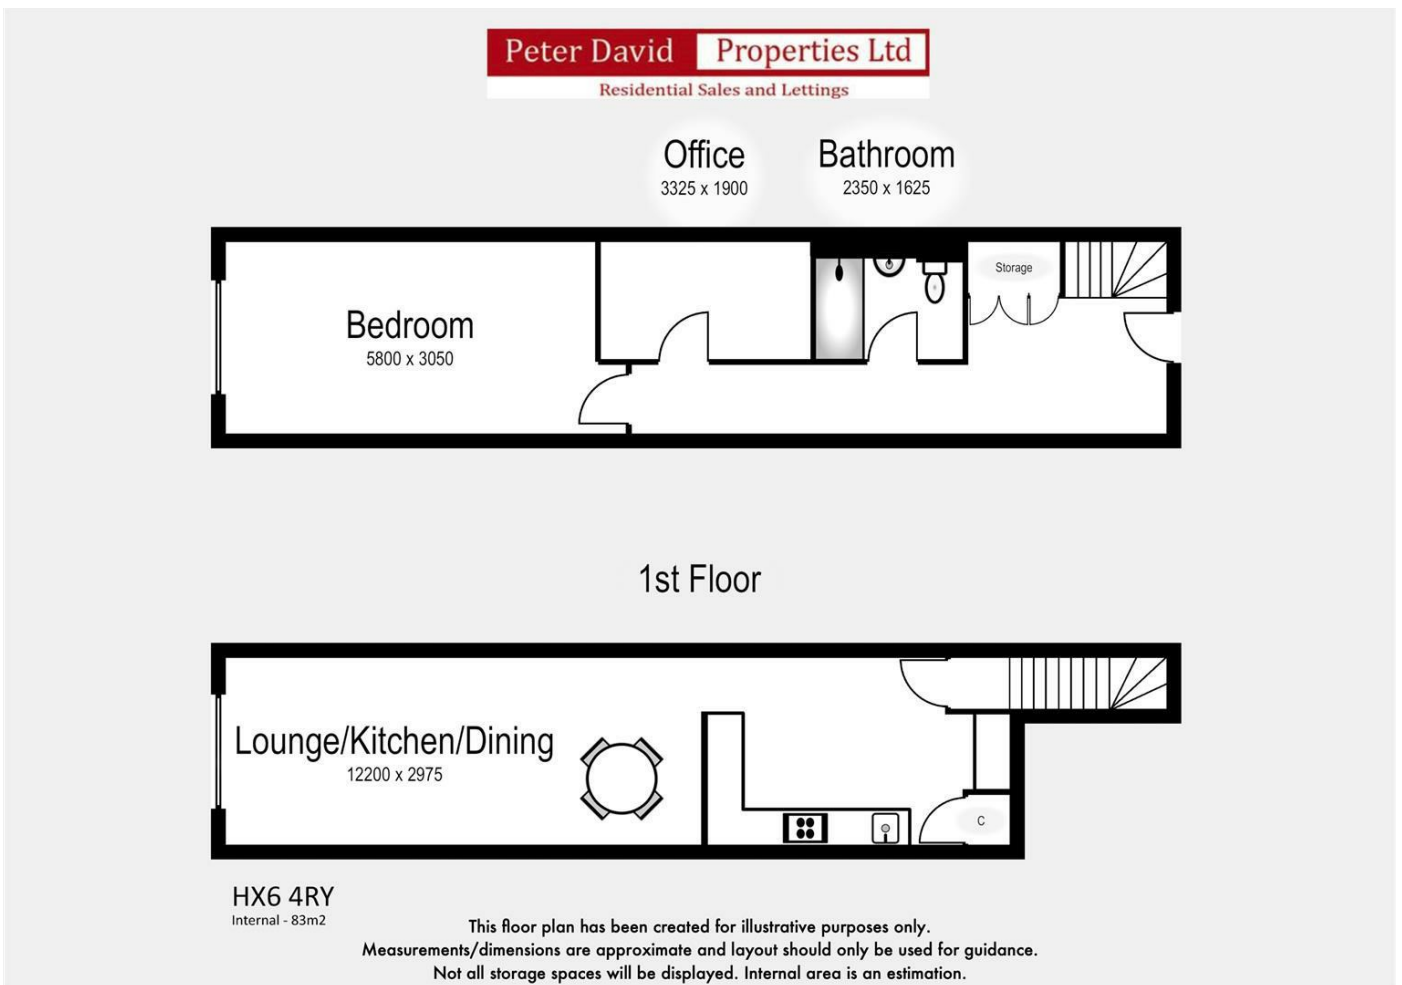 Peter David Properties Ltd
Residential Sales and Lettings
Office
3325 x 1900
Bathroom
2350 x 1625
Storage
Bedroom
5800 x 3050
1st Floor
Lounge/Kitchen/Dining
12200 x 2975
C
HX6 4RY
Internal - 83m2
This floor plan has been created for illustrative purposes only.
Measurements/dimensions are approximate and layout should only be used for guidance.
Not all storage spaces will be displayed. Internal area is an estimation.